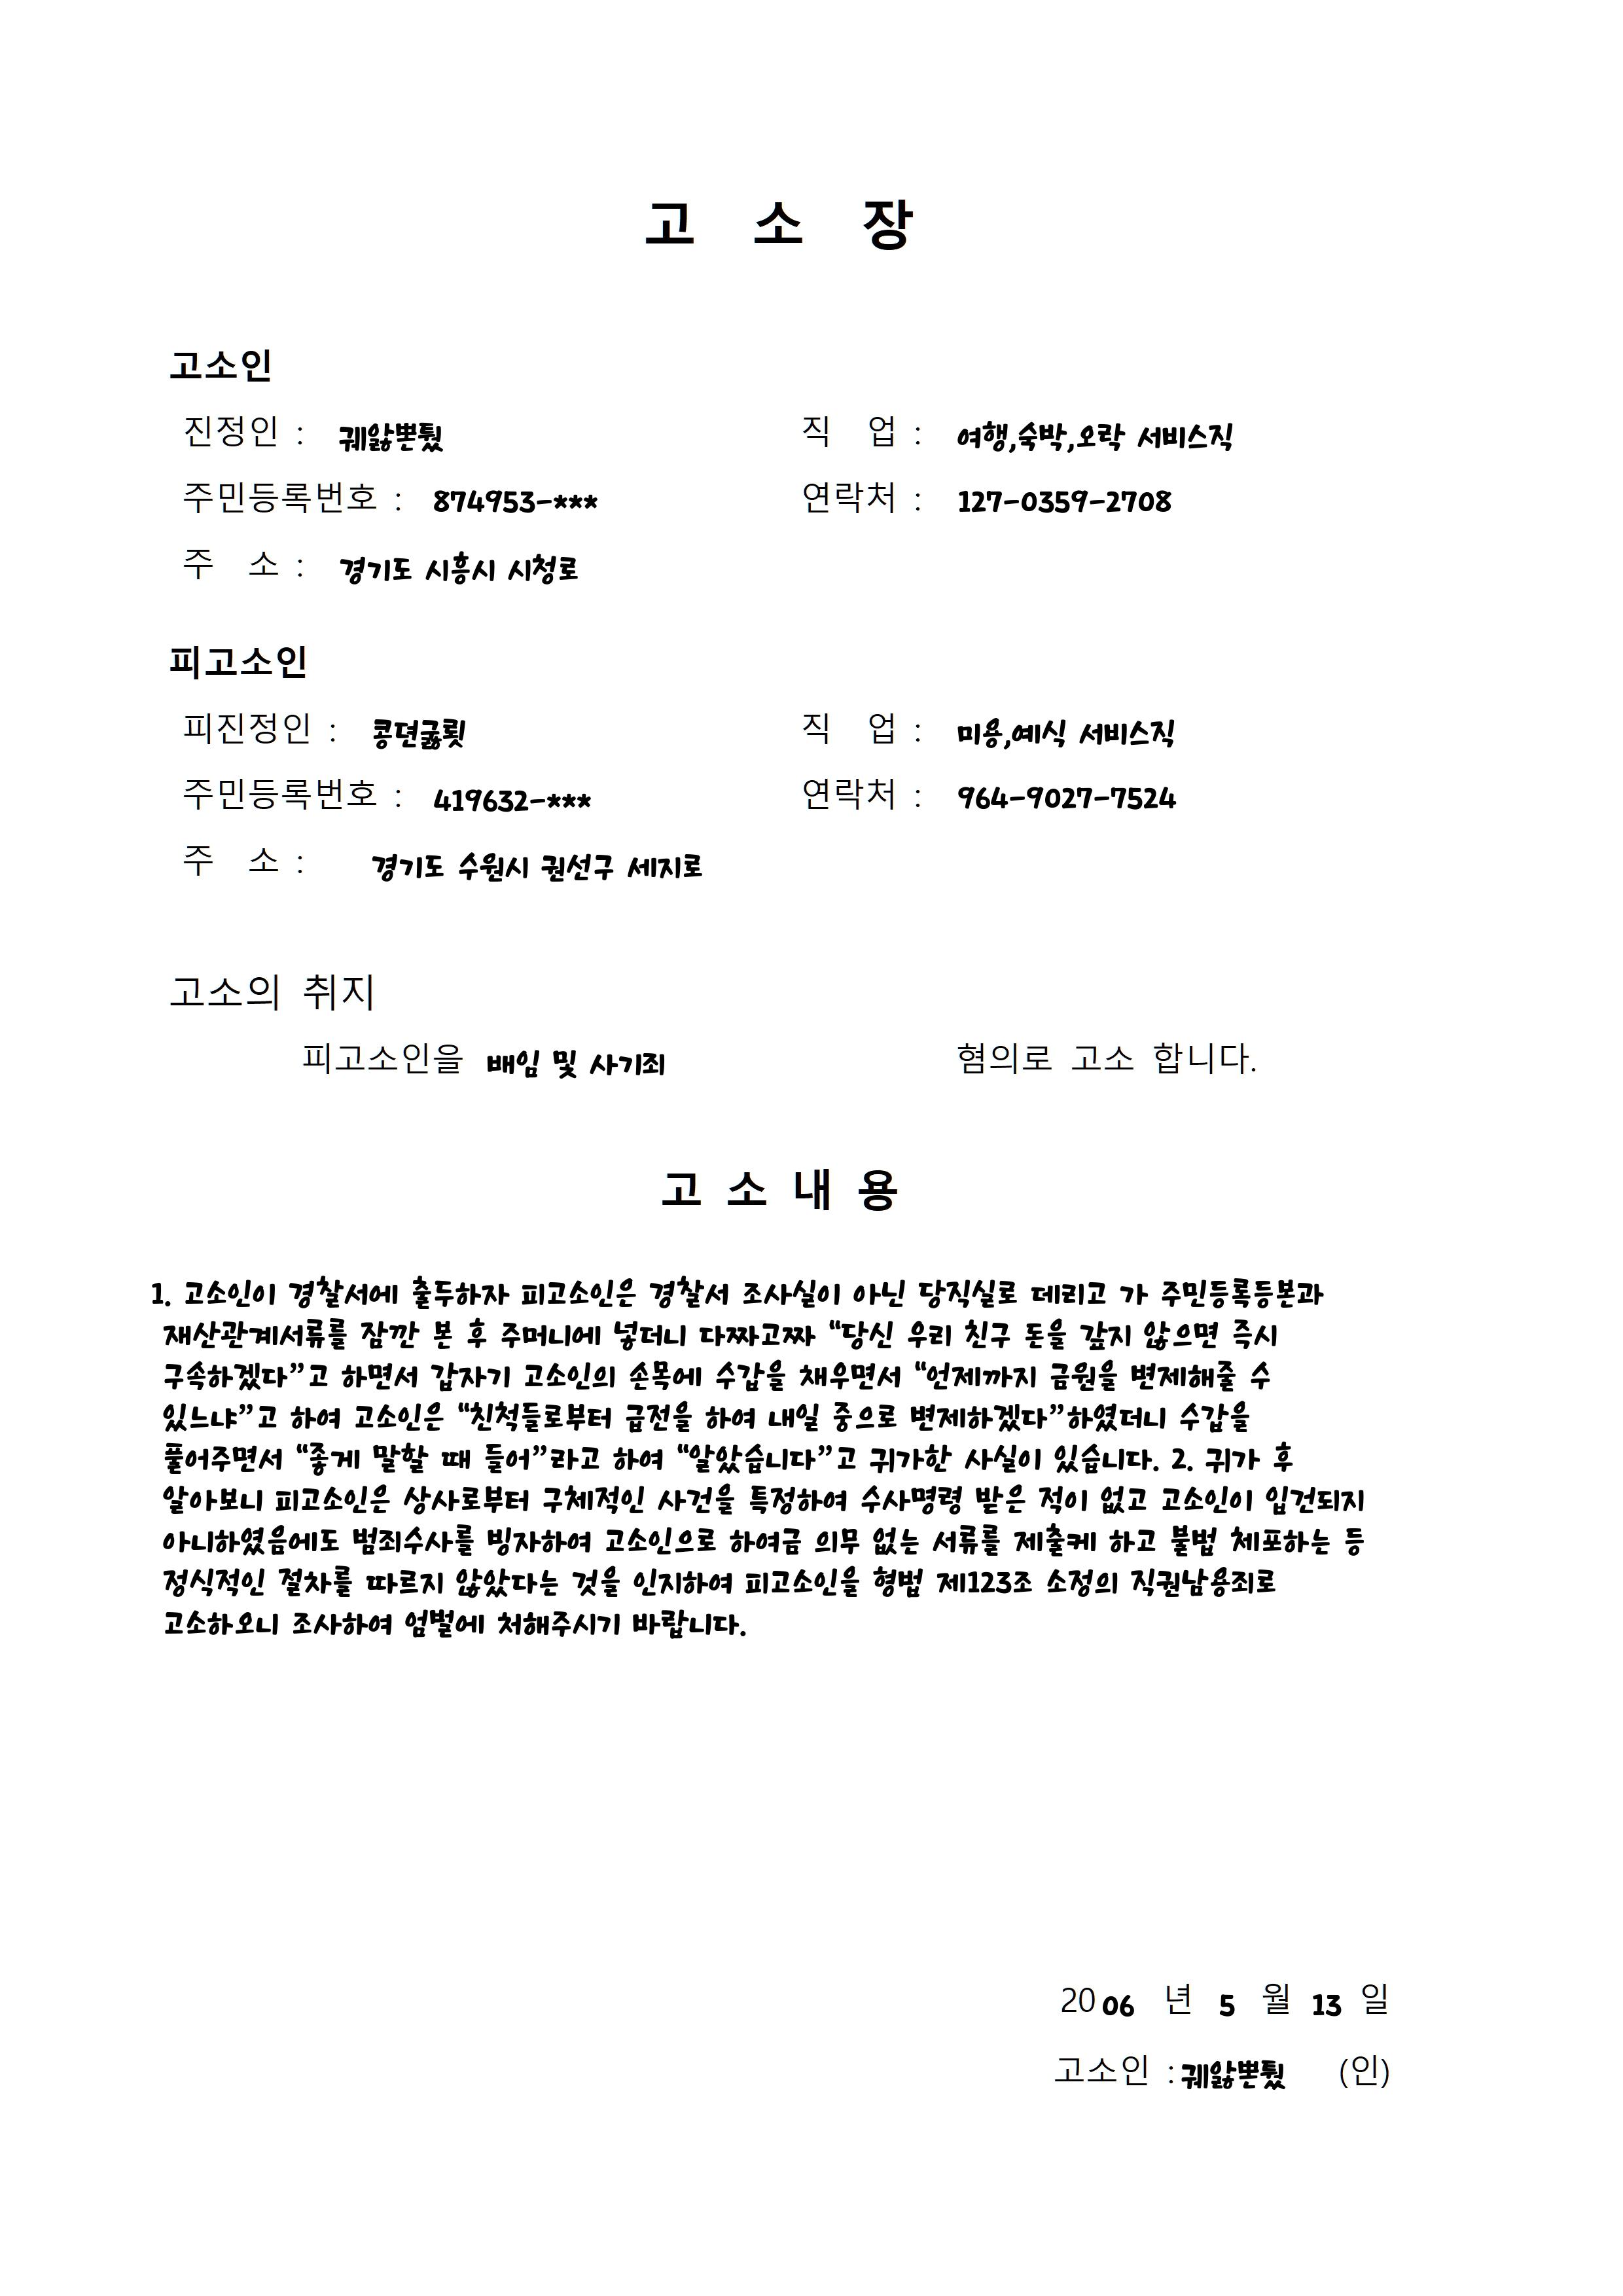 고 소 장
고소인
진정인 : 궤앓뽄퉜 직 업 : 여행,숙박,오락 서비스직
주민등록번호 : 874953-*** 연락처 : 127-0359-2708
주 소 : 경기도 시흥시 시청로
피고소인
피진정인 : 콩뎐굻룃 직 업 : 미용,예식 서비스직
주민등록번호 : 419632-*** 연락처 : 964-9027-7524
주 소 : 경기도 수원시 권선구 세지로
고소의 취지
피고소인을 배임 및 사기죄 혐의로 고소 합니다.
고 소 내 용
1. 고소인이 경찰서에 출두하자 피고소인은 경찰서 조사실이 아닌 당직실로 데리고 가 주민등록등본과
재산관계서류를 잠깐 본 후 주머니에 넣더니 다짜고짜 “당신 우리 친구 돈을 갚지 않으면 즉시
구속하겠다”고 하면서 갑자기 고소인의 손목에 수갑을 채우면서 “언제까지 금원을 변제해줄 수
있느냐”고 하여 고소인은 “친척들로부터 급전을 하여 내일 중으로 변제하겠다”하였더니 수갑을
풀어주면서 “좋게 말할 때 들어”라고 하여 “알았습니다”고 귀가한 사실이 있습니다. 2. 귀가 후
알아보니 피고소인은 상사로부터 구체적인 사건을 특정하여 수사명령 받은 적이 없고 고소인이 입건되지
아니하였음에도 범죄수사를 빙자하여 고소인으로 하여금 의무 없는 서류를 제출케 하고 불법 체포하는 등
정식적인 절차를 따르지 않았다는 것을 인지하여 피고소인을 형법 제123조 소정의 직권남용죄로
고소하오니 조사하여 엄벌에 처해주시기 바랍니다.
2006 년 5 월 13 일
고소인 : 궤앓뽄퉜 (인)